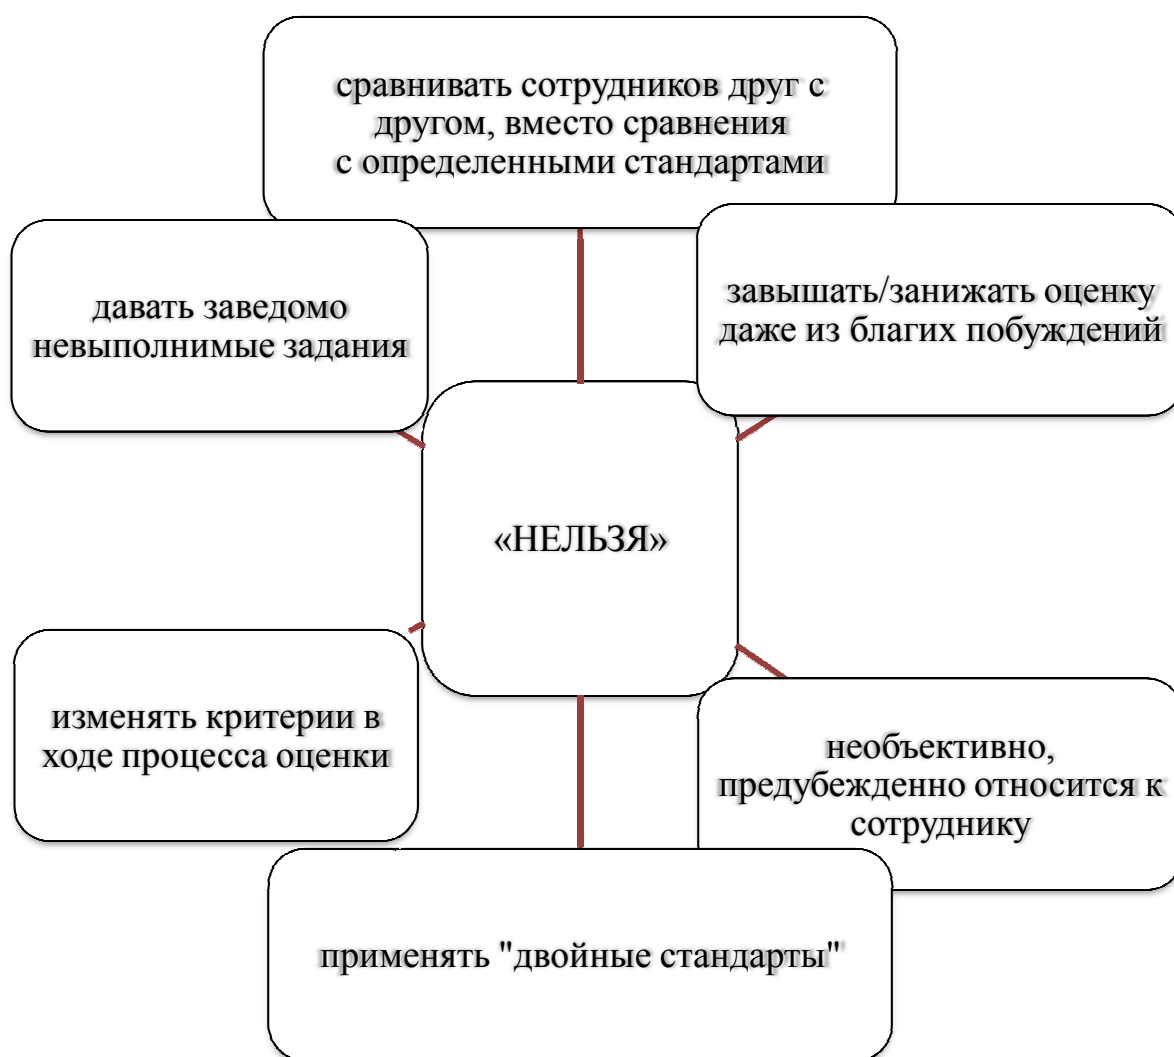 сравнивать сотрудников друг с
другом, вместо сравнения
с определенными стандартами
завышать/занижать оценку
даже из благих побуждений
давать заведомо
невыполнимые задания
«НЕЛЬЗЯ»
изменять критерии в
ходе процесса оценки
необъективно,
предубежденно относится к
сотруднику
применять "двойные стандарты"